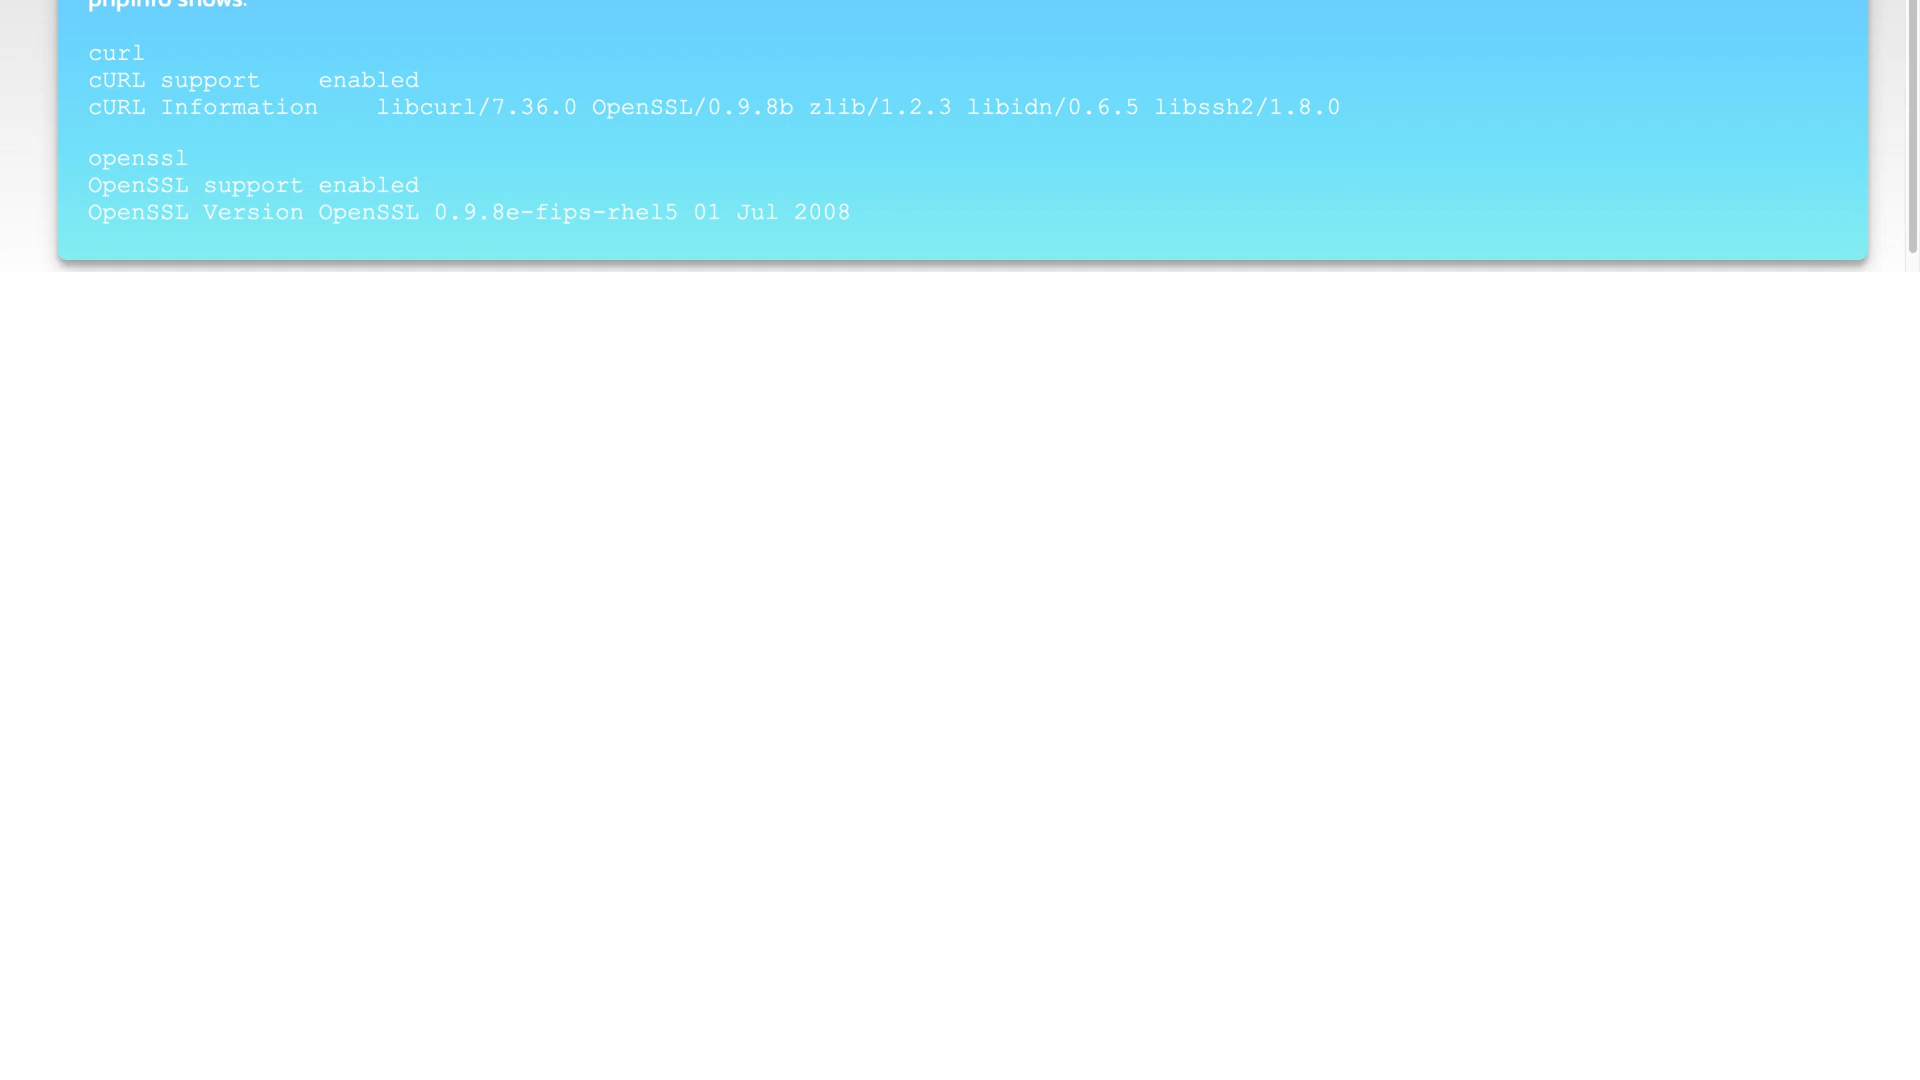 phpinfo shows:
curl
cURL support    enabled
cURL Information    libcurl/7.36.0 OpenSSL/0.9.8b zlib/1.2.3 libidn/0.6.5 libssh2/1.8.0
openssl
OpenSSL support enabled
OpenSSL Version OpenSSL 0.9.8e-fips-rhel5 01 Jul 2008